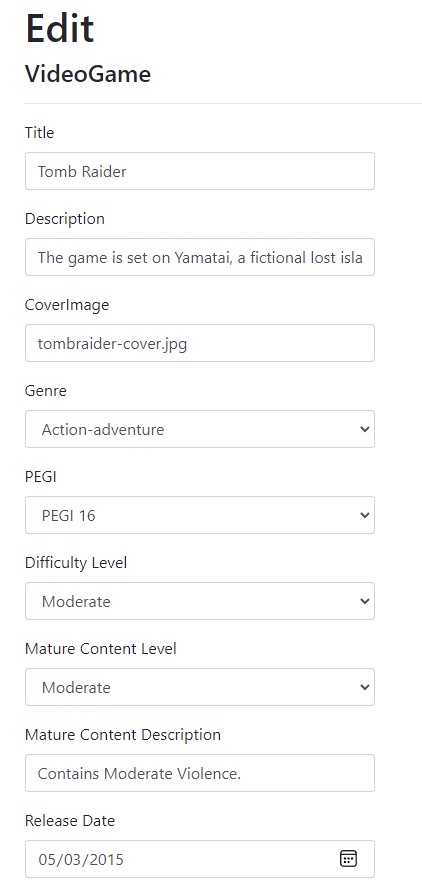 Edit
VideoGame
Title
Tomb Raider
Description
The game is set on Yamatai, a fictional lost isla
CoverImage
tombraider-cover.jpg
Genre
Action-adventure
PEGI
PEGI 16
Difficulty Level
Moderate
Mature Content Level
Moderate
Mature Content Description
Contains Moderate Violence.
Release Date
05/03/2015